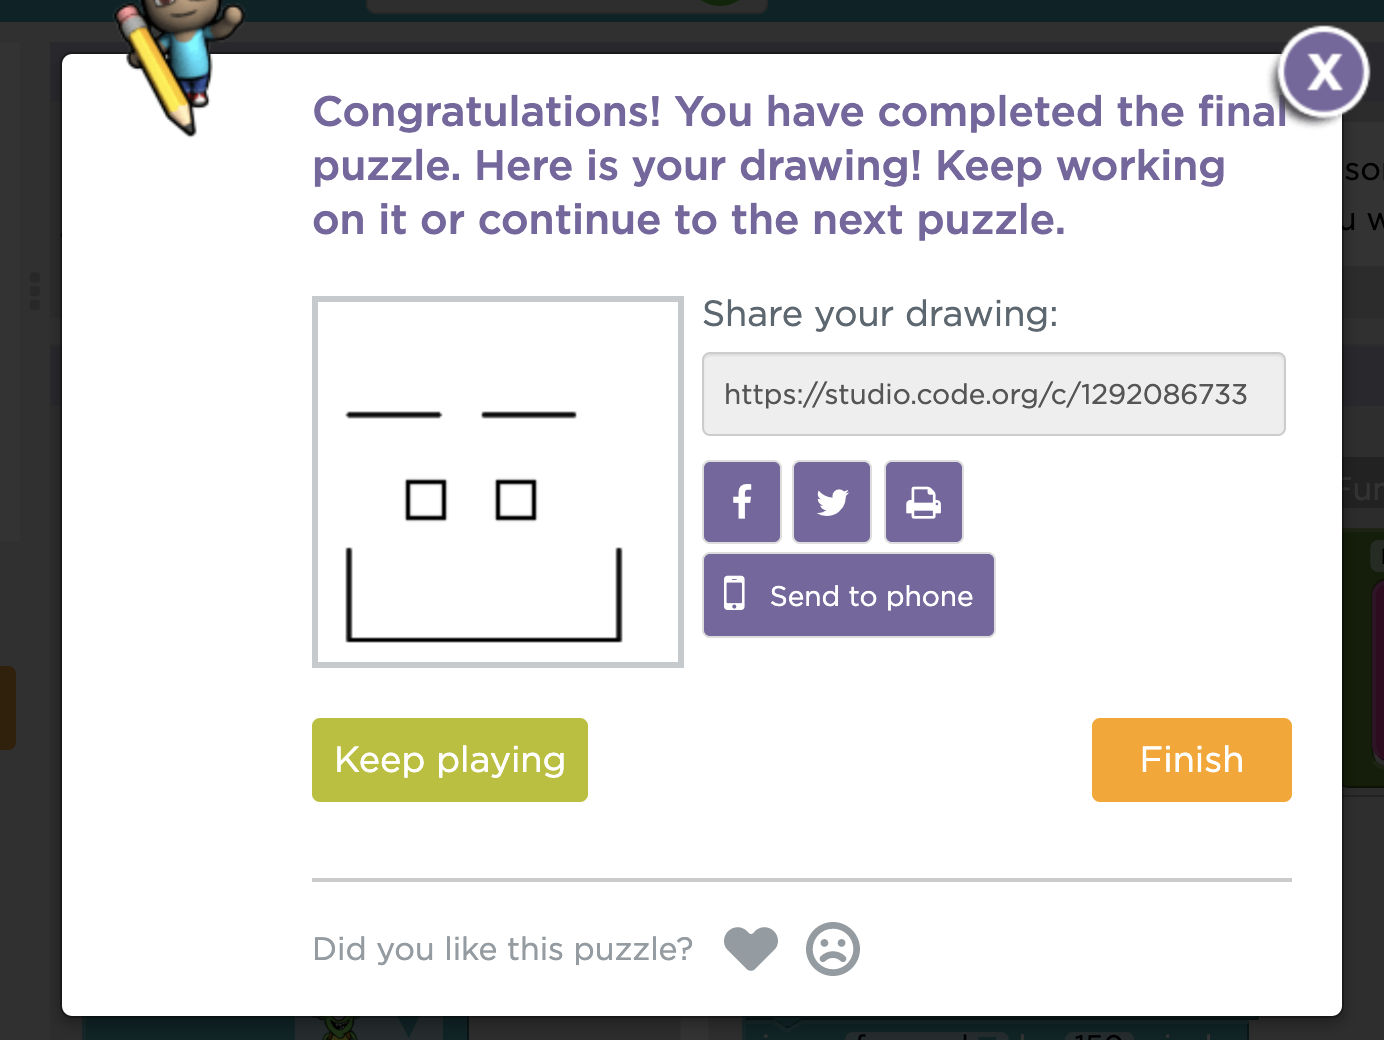 X
Congratulations! You have completed the final
puzzle. Here is your drawing! Keep working
on it or continue to the next puzzle.
Share your drawing:
https://studio.code.org/c/1292086733
f
Send to phone
Keep playing
Finish
Did you like this puzzle?